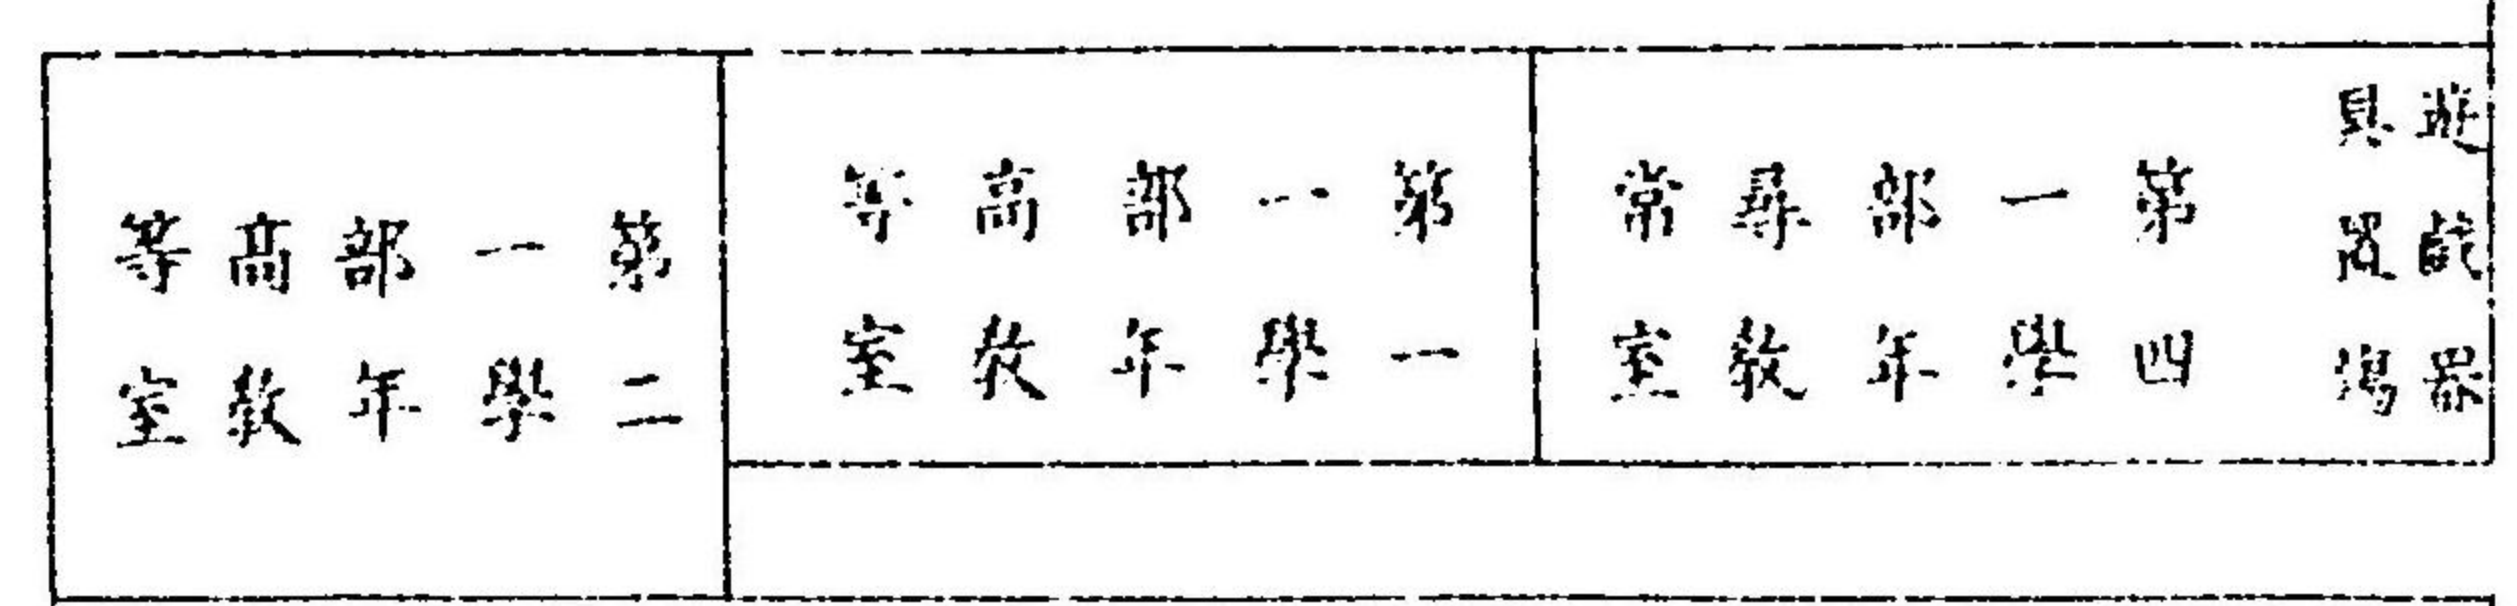 遊戯器
具置場
第一部尋常
四學年教室
第一部高等
一學年教室
第一部高等
二學年教室